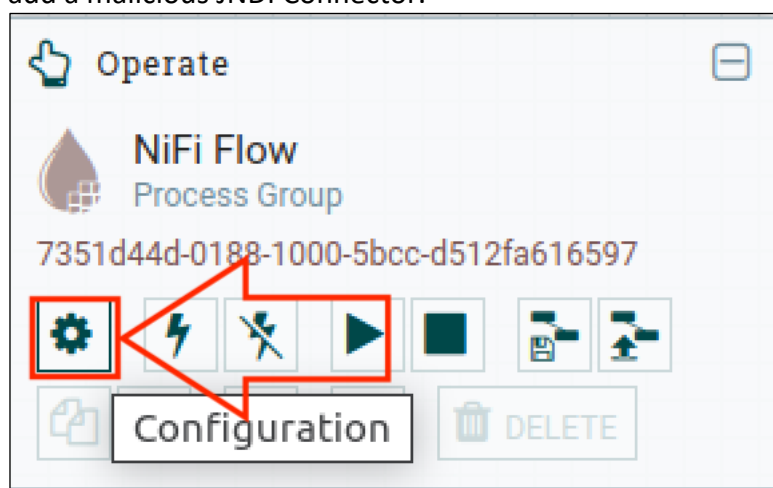 add a malicious JNDI Connector.
Operate
NiFi Flow
Process Group
7351d44d-0188-1000-5bcc-d512fa616597
Configuration
DELETE